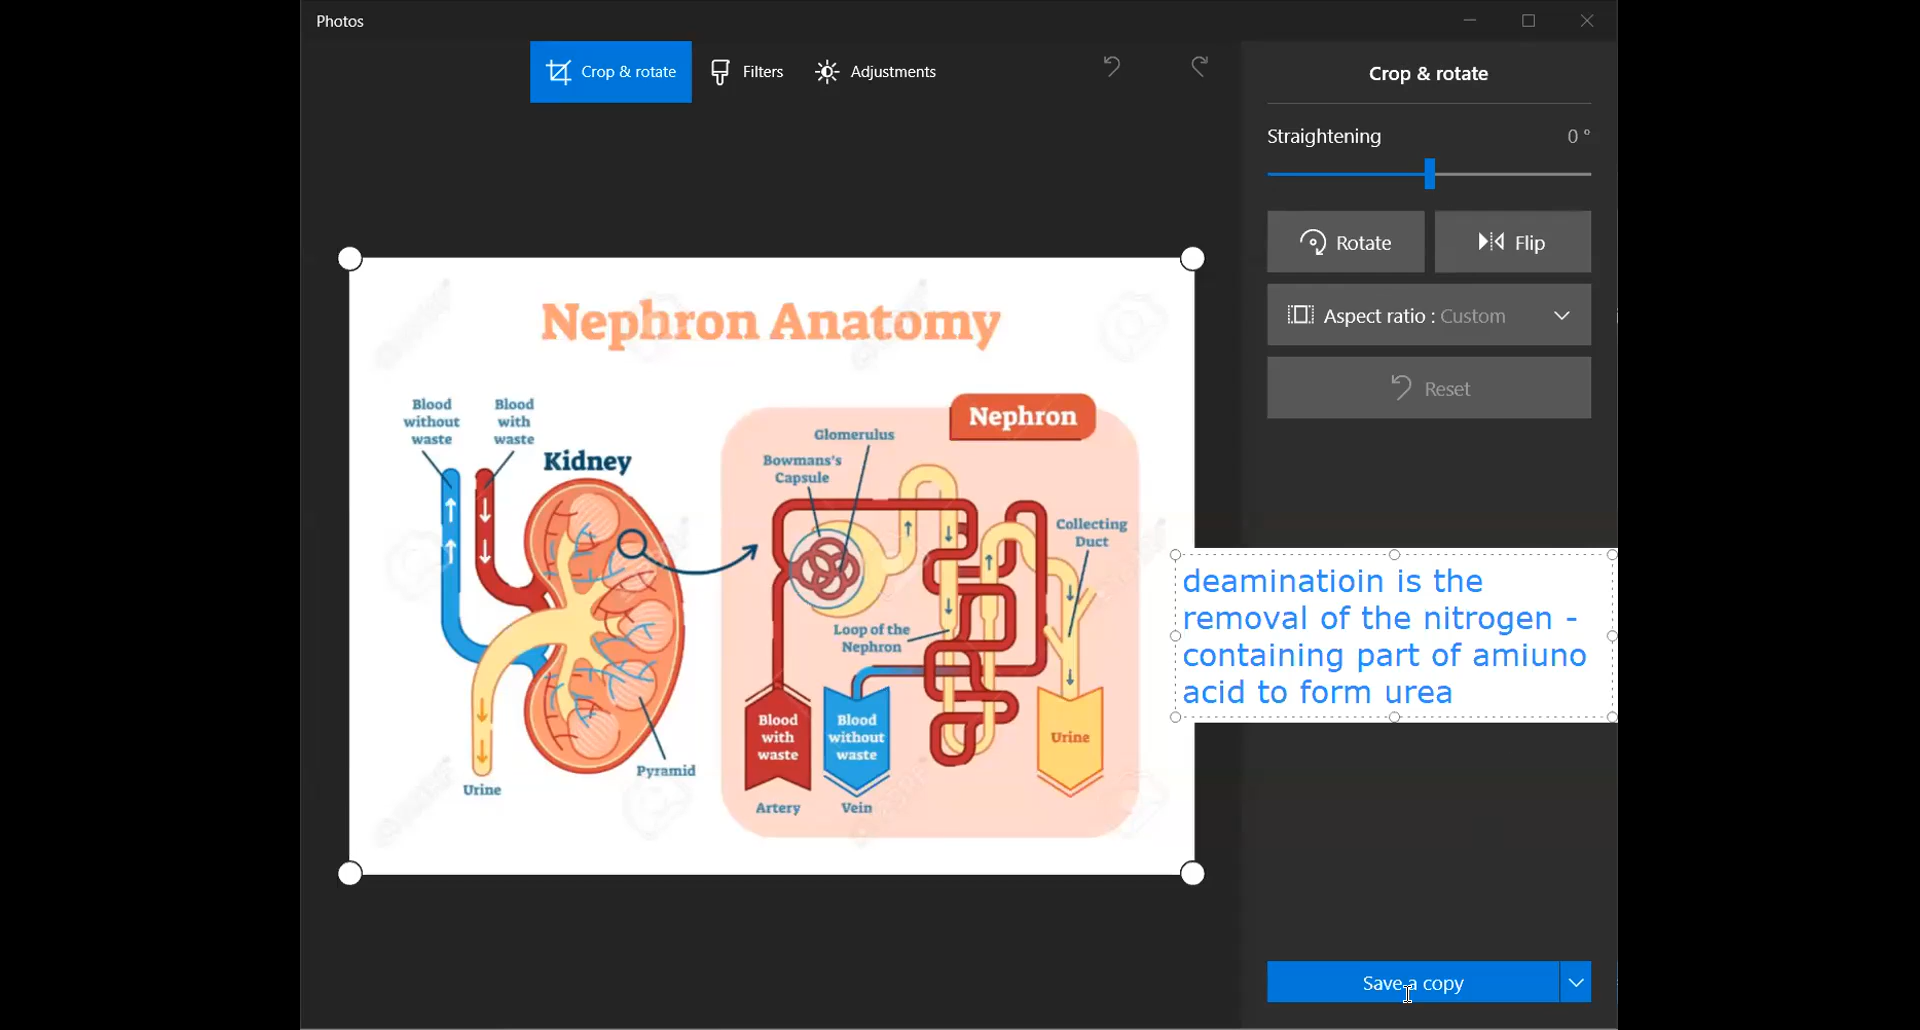 Photos
Crop & rotate
Filters
Adjustments
Crop & rotate
Straightening
0 °
Rotate
Flip
Aspect ratio : Custom
Reset
Nephron Anatomy
Blood
without
waste
Blood
with
waste
Kidney
Urine
Pyramid
Nephron
Glomerulus
Bowmans's
Capsule
Collecting
Duct
Loop of the
Nephron
Blood
with
waste
Artery
Blood
without
waste
Vein
Urine
deaminatioin is the
removal of the nitrogen -
containing part of amiuno
acid to form urea
Save a copy